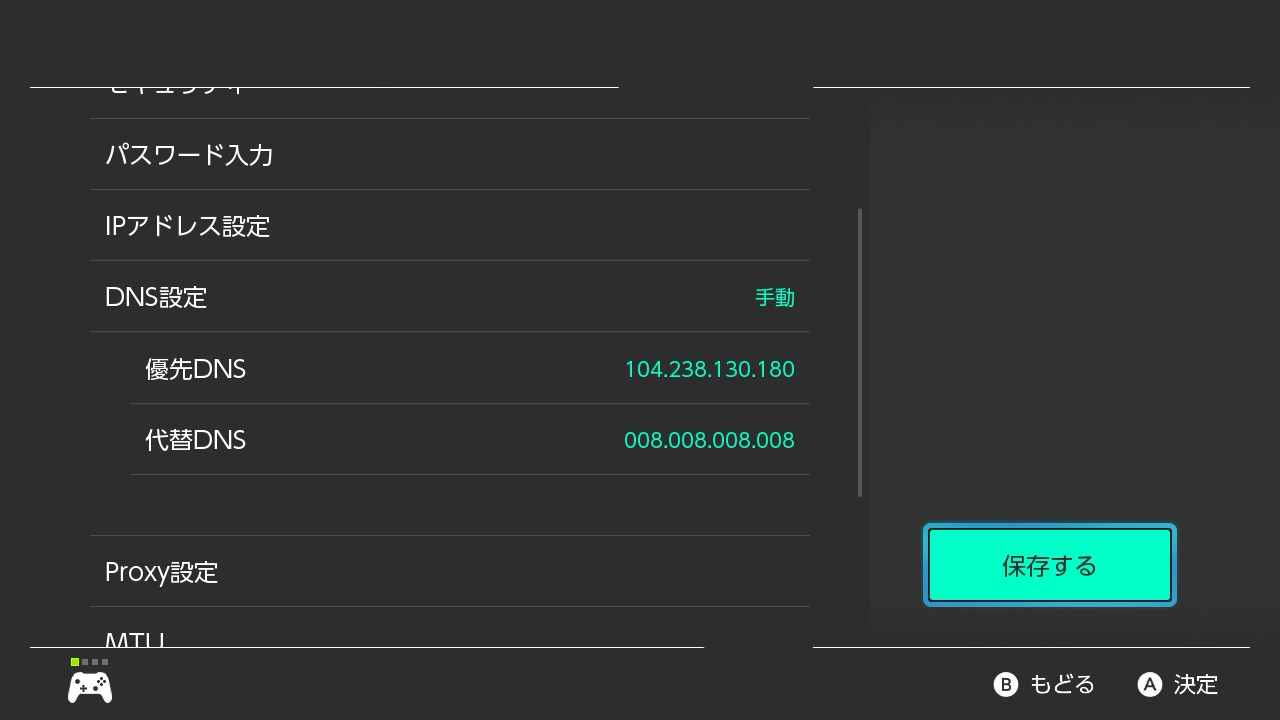 パスワード入力
IPアドレス設定
DNS設定 手動
優先DNS 104.238.130.180
代替DNS 008.008.008.008
Proxy設定
MTU
保存する
B もどる A 決定